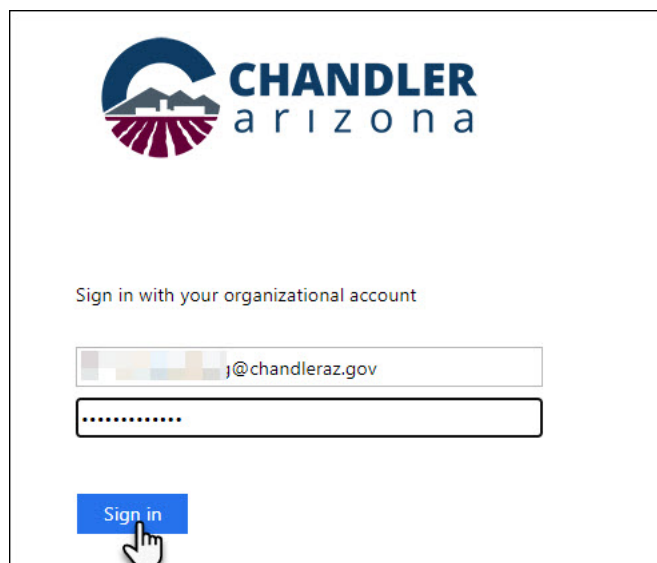 CHANDLER
arizona
Sign in with your organizational account
g@chandleraz.gov
•••••••••••••
Sign in